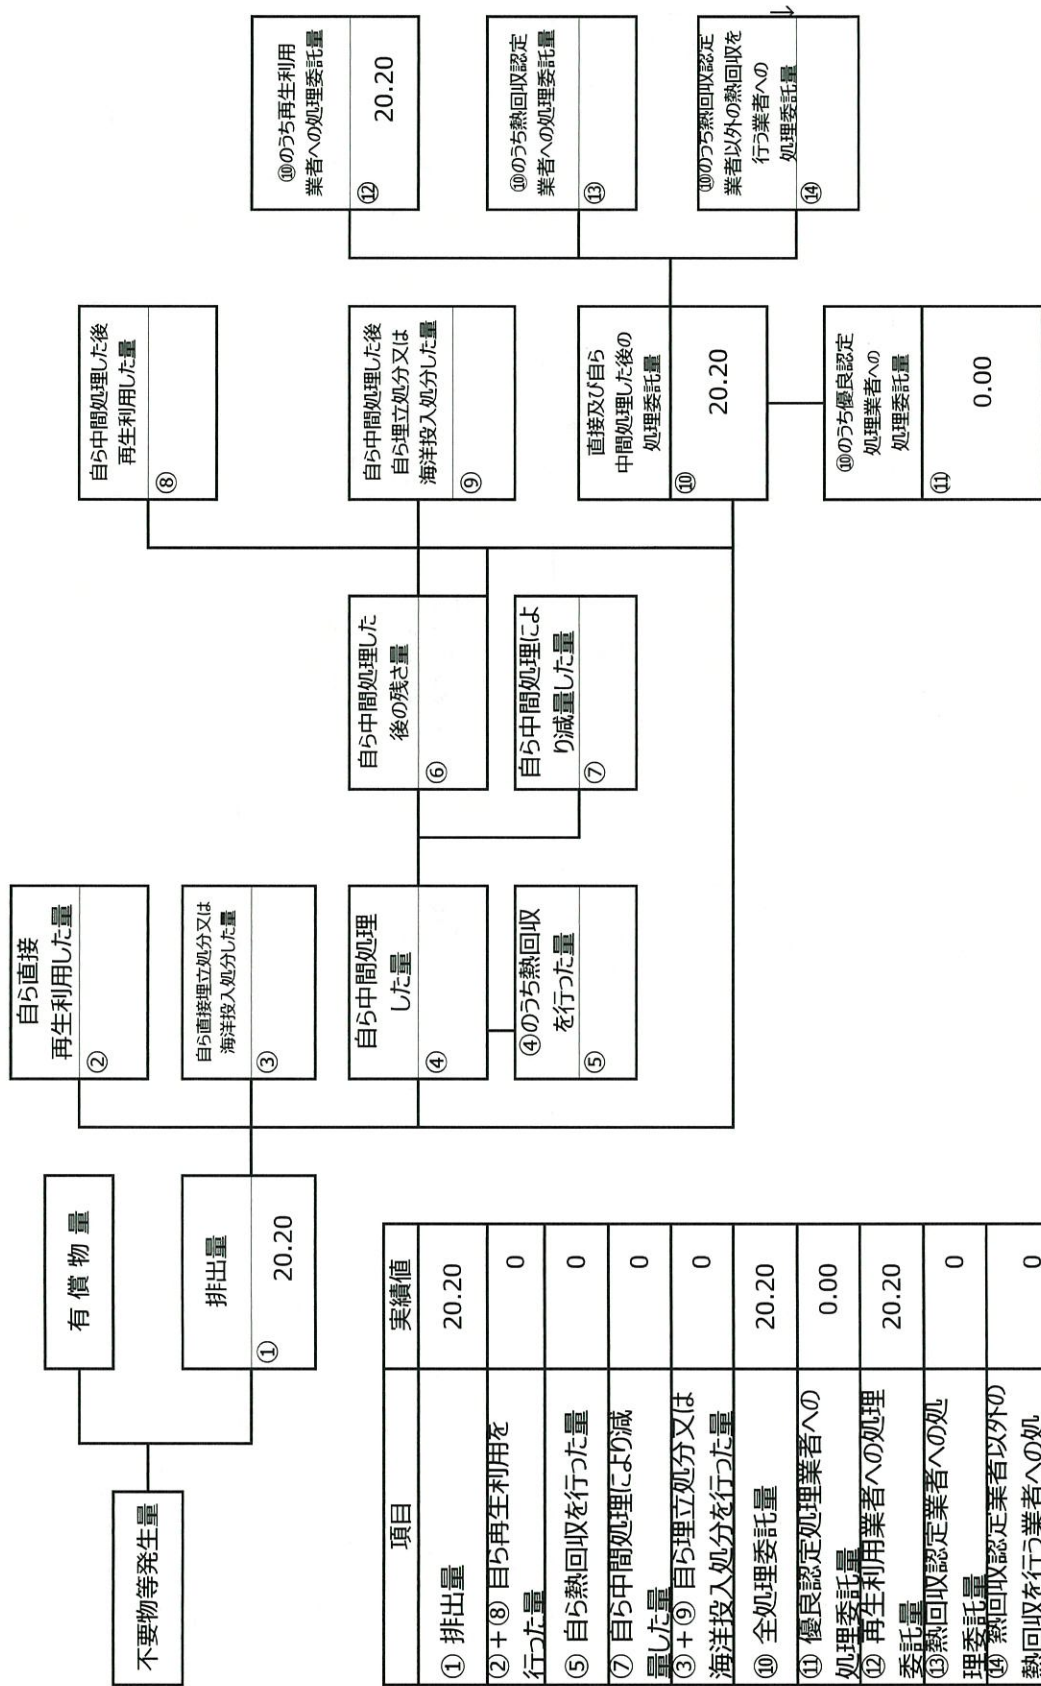 不要物等発生量
有償物量
排出量
①
20.20
自ら直接
再生利用した量
②
自ら直接埋立処分又は
海洋投入処分した量
③
自ら中間処理
した量
④
④のうち熱回収
を行った量
⑤
自ら中間処理した
後の残さ量
⑥
自ら中間処理によ
り減量した量
⑦
自ら中間処理した後
再生利用した量
⑧
自ら中間処理した後
自ら埋立処分又は
海洋投入処分した量
⑨
直接及び自ら
中間処理した後の
処理委託量
⑩
20.20
⑩のうち優良認定
処理業者への
処理委託量
⑪
0.00
⑩のうち再生利用
業者への処理委託量
⑫
20.20
⑩のうち熱回収認定
業者への処理委託量
⑬
⑩のうち熱回収認定
業者以外の熱回収を
行う業者への
処理委託量
⑭
↓
項目 実績値
① 排出量 20.20
②+⑧ 自ら再生利用を
行った量 0
⑤ 自ら熱回収を行った量 0
⑦ 自ら中間処理により減
量した量 0
③+⑨ 自ら埋立処分又は
海洋投入処分を行った量 0
⑩ 全処理委託量 20.20
⑪ 優良認定処理業者への
処理委託量 0.00
⑫ 再生利用業者への処理
委託量 20.20
⑬熱回収認定業者への処
理委託量 0
⑭ 熱回収認定業者以外の
熱回収を行う業者への処 0